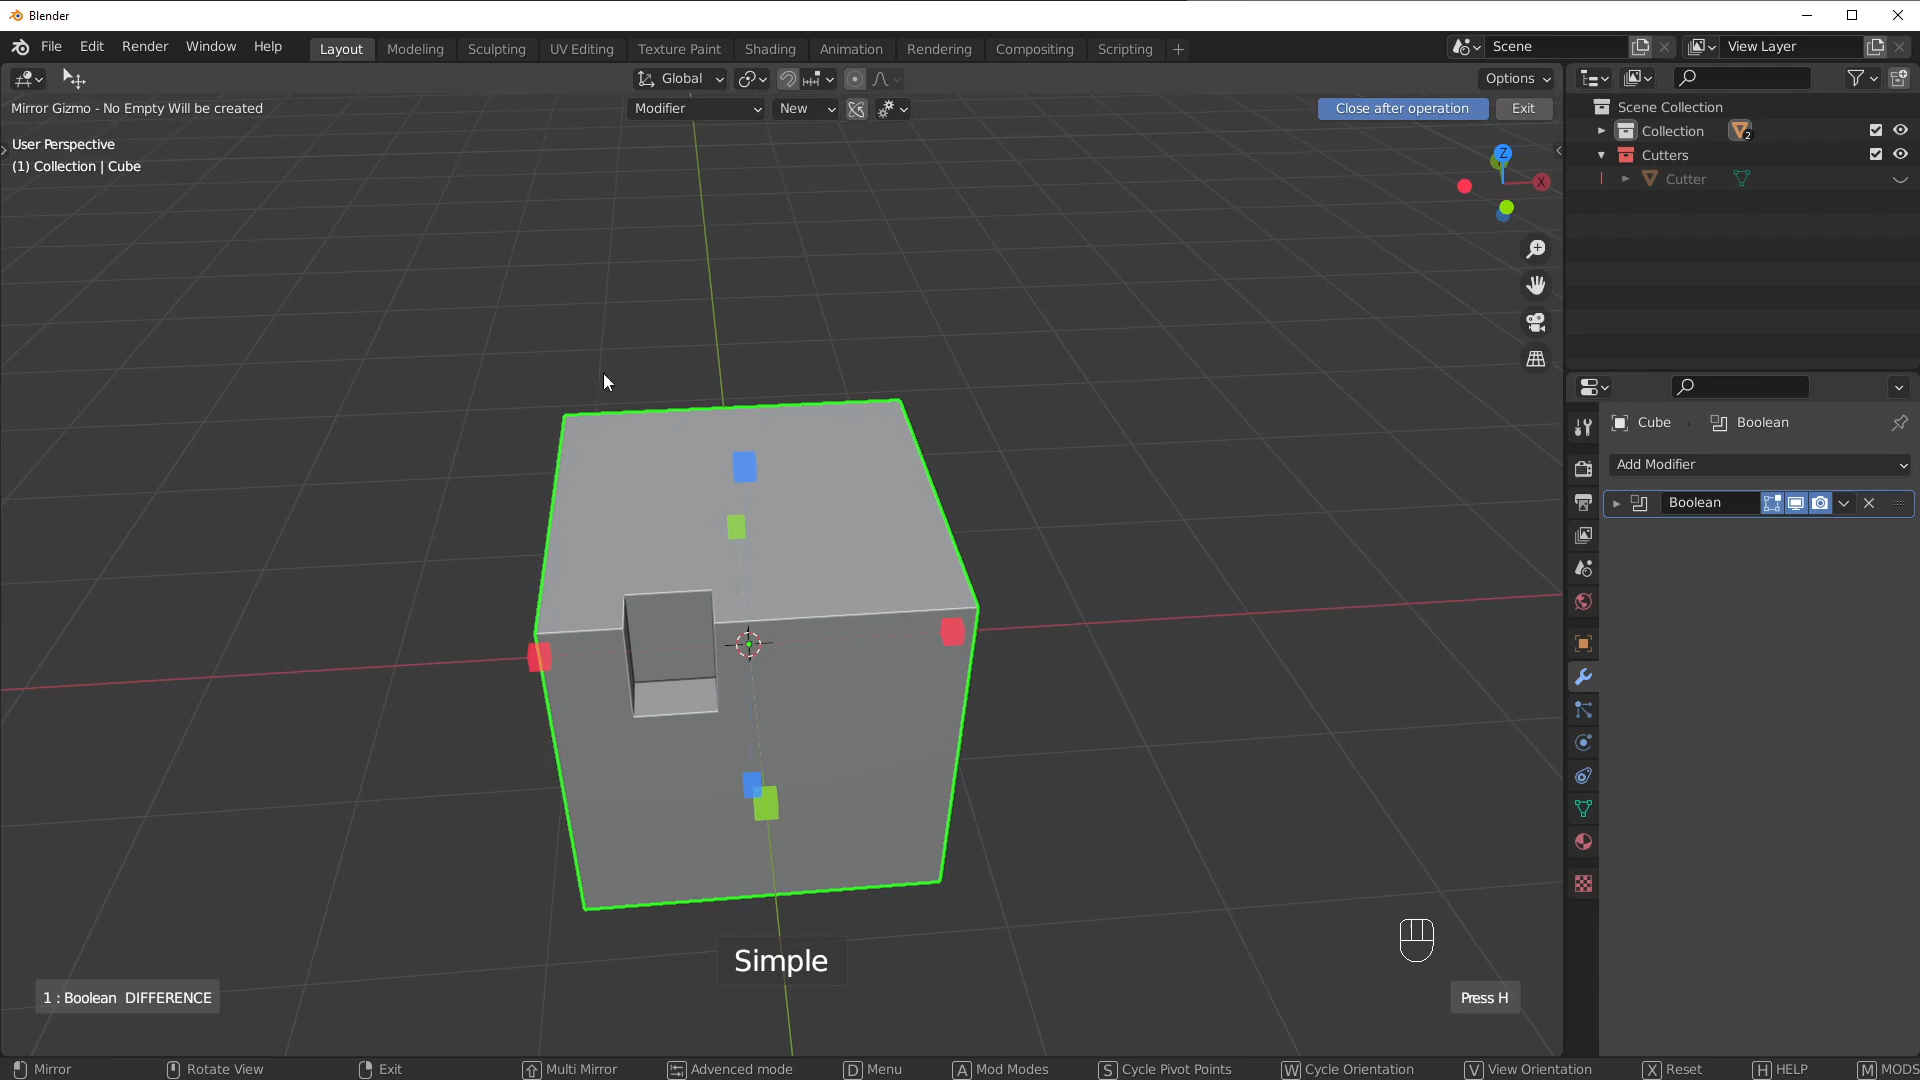 Blender
File Edit Render Window Help Layout Modeling Sculpting UV Editing Texture Paint Shading Animation Rendering Compositing Scripting + Scene View Layer
Global Options
Mirror Gizmo - No Empty Will be created Modifier New Close after operation Exit
User Perspective
(1) Collection | Cube
Z
X
Scene Collection
Collection 2
Cutters
Cutter
Cube Boolean
Add Modifier
Boolean
Simple
1 : Boolean DIFFERENCE
Press H
Mirror Rotate View Exit Multi Mirror Advanced mode D Menu A Mod Modes S Cycle Pivot Points W Cycle Orientation V View Orientation X Reset H HELP M MODS